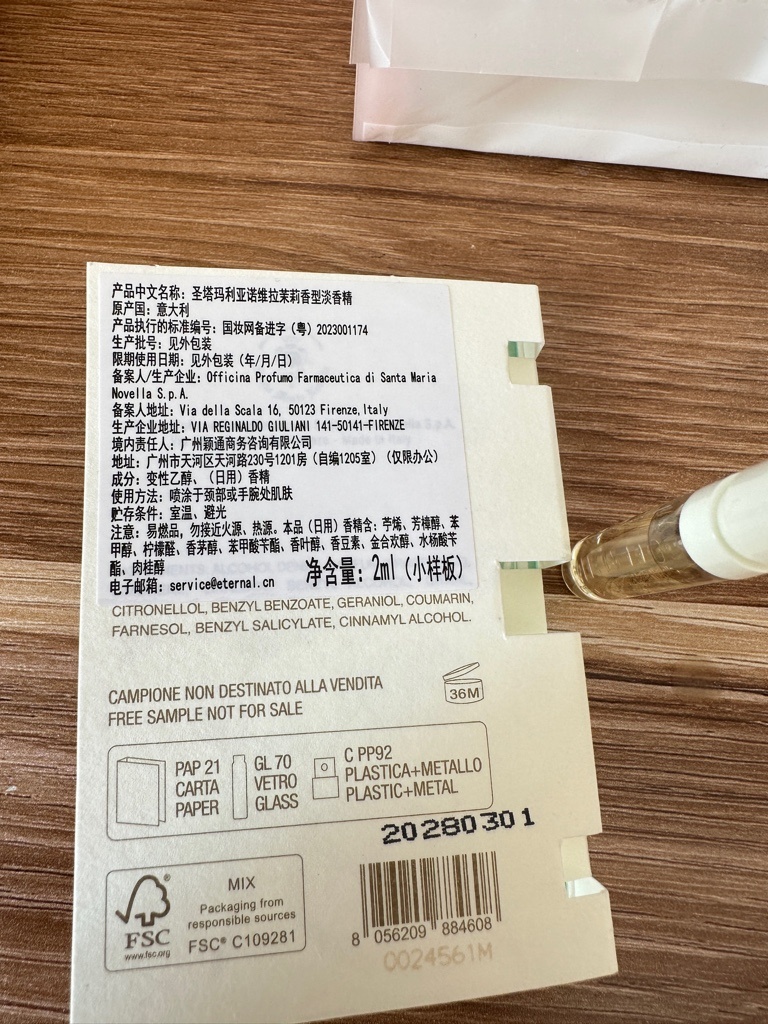 产品中文名称：圣塔玛利亚诺维拉茉莉香型淡香精
原产国：意大利
产品执行的标准编号：国妆网备进字（粤）2023001174
生产批号：见外包装
限期使用日期：见外包装（年/月/日）
备案人/生产企业：Officina Profumo Farmaceutica di Santa Maria
Novella S.p.A.
备案人地址：Via della Scala 16, 50123 Firenze,Italy
生产企业地址：VIA REGINALDO GIULIANI 141-50141-FIRENZE
境内责任人：广州颖通商务咨询有限公司
地址：广州市天河区天河路230号1201房（自编1205室）（仅限办公）
成分：变性乙醇、（日用）香精
使用方法：喷涂于颈部或手腕处肌肤
贮存条件：室温、避光
注意：易燃品，勿接近火源、热源。本品（日用）香精含：苧烯、芳樟醇、苯
甲醇、柠檬醛、香茅醇、苯甲酸苄酯、香叶醇、香豆素、金合欢醇、水杨酸苄
酯、肉桂醇
电子邮箱：service@eternal.cn 净含量：2ml（小样板）
CITRONELLOL, BENZYL BENZOATE, GERANIOL, COUMARIN,
FARNESOL, BENZYL SALICYLATE, CINNAMYL ALCOHOL.
CAMPIONE NON DESTINATO ALLA VENDITA
FREE SAMPLE NOT FOR SALE
36M
PAP 21
CARTA
PAPER
GL 70
VETRO
GLASS
C PP92
PLASTICA+METALLO
PLASTIC+METAL
20280301
FSC
www.fsc.org
MIX
Packaging from
responsible sources
FSC® C109281
8 056209 884608
0024561M